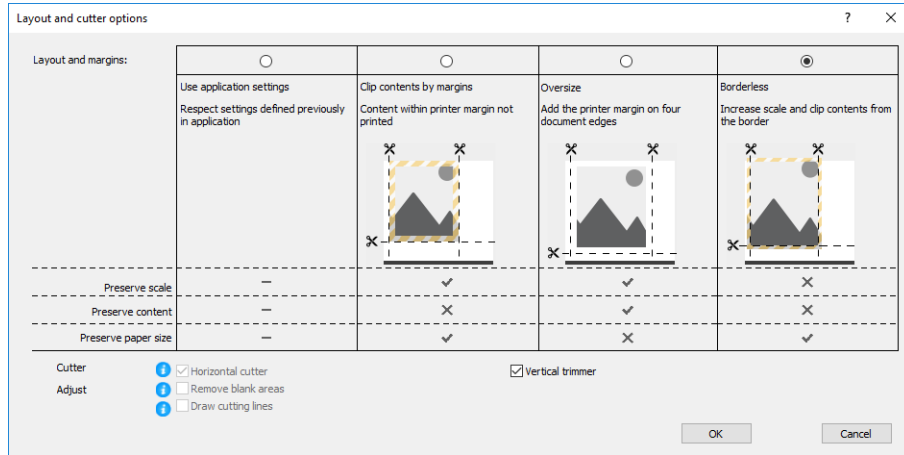 Layout and cutter options
?
Layout and margins:
Use application settings
Respect settings defined previously
in application
Clip contents by margins
Content within printer margin not
printed
Oversize
Add the printer margin on four
document edges
Borderless
Increase scale and clip contents from
the border
Preserve scale
Preserve content
Preserve paper size
Cutter
Horizontal cutter
Vertical trimmer
Adjust
Remove blank areas
Draw cutting lines
OK
Cancel